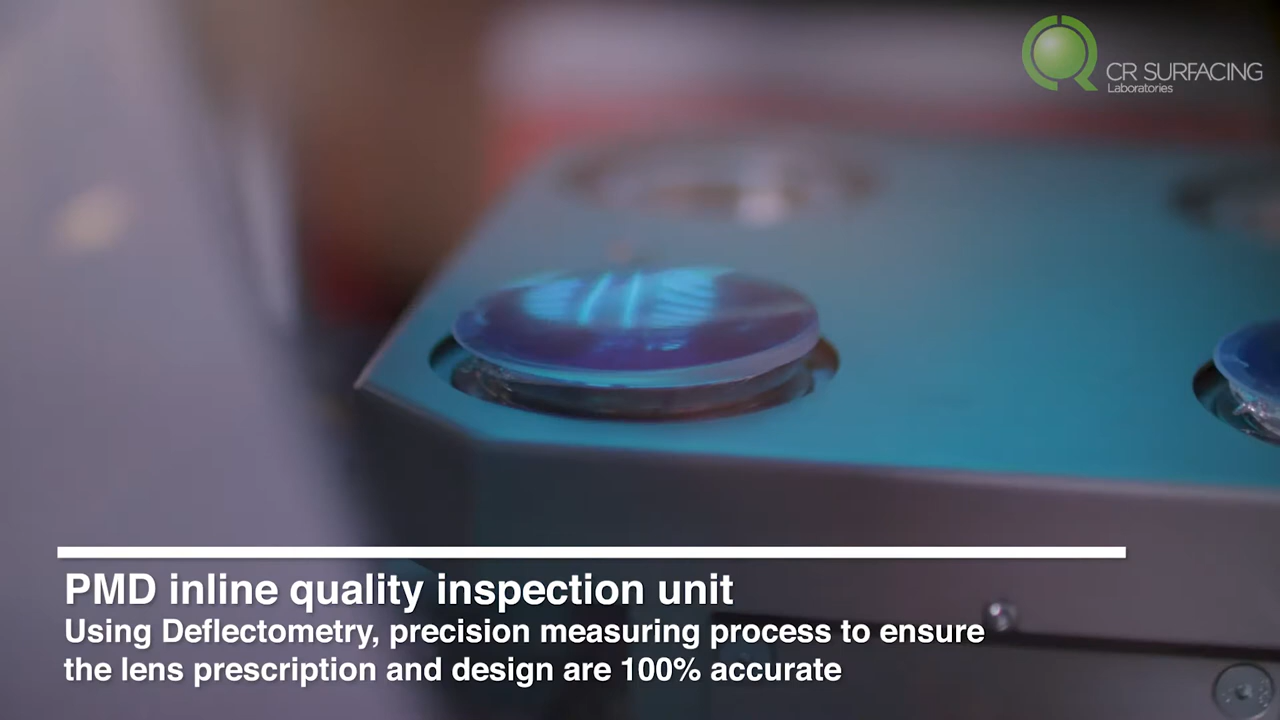 CR SURFACING
Laboratories
PMD inline quality inspection unit
Using Deflectometry, precision measuring process to ensure
the lens prescription and design are 100% accurate